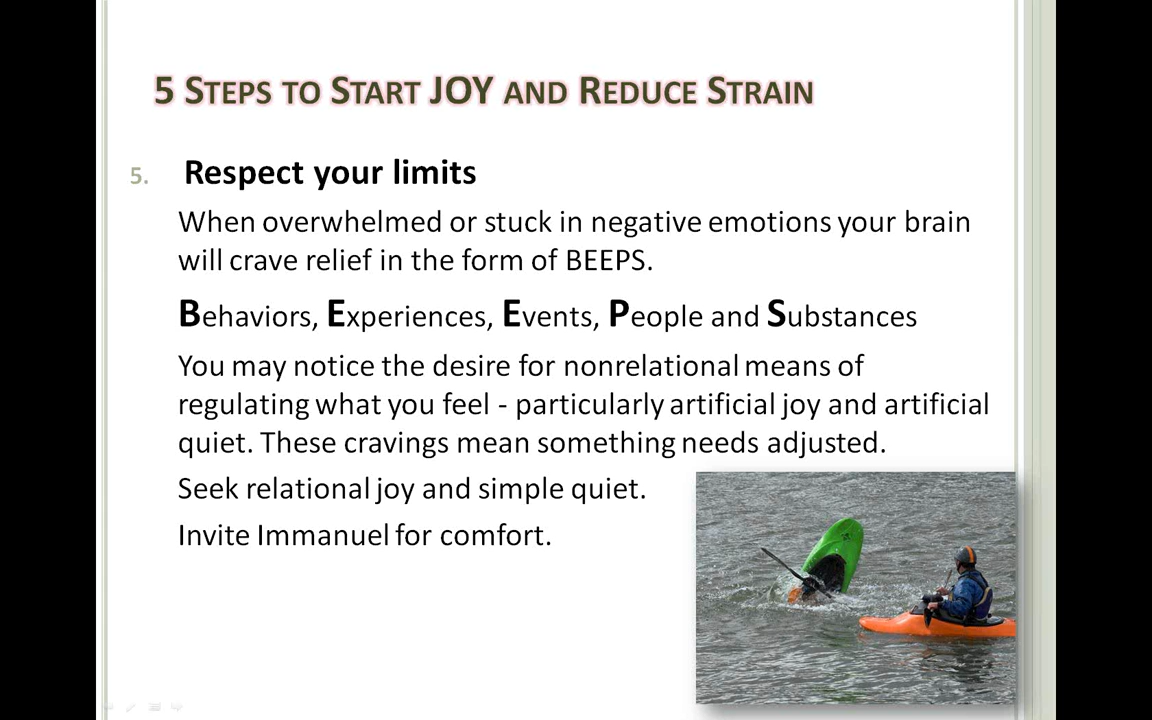 5 Steps to Start JOY and Reduce Strain
5. Respect your limits
When overwhelmed or stuck in negative emotions your brain
will crave relief in the form of BEEPS.
Behaviors, Experiences, Events, People and Substances
You may notice the desire for nonrelational means of
regulating what you feel - particularly artificial joy and artificial
quiet. These cravings mean something needs adjusted.
Seek relational joy and simple quiet.
Invite Immanuel for comfort.